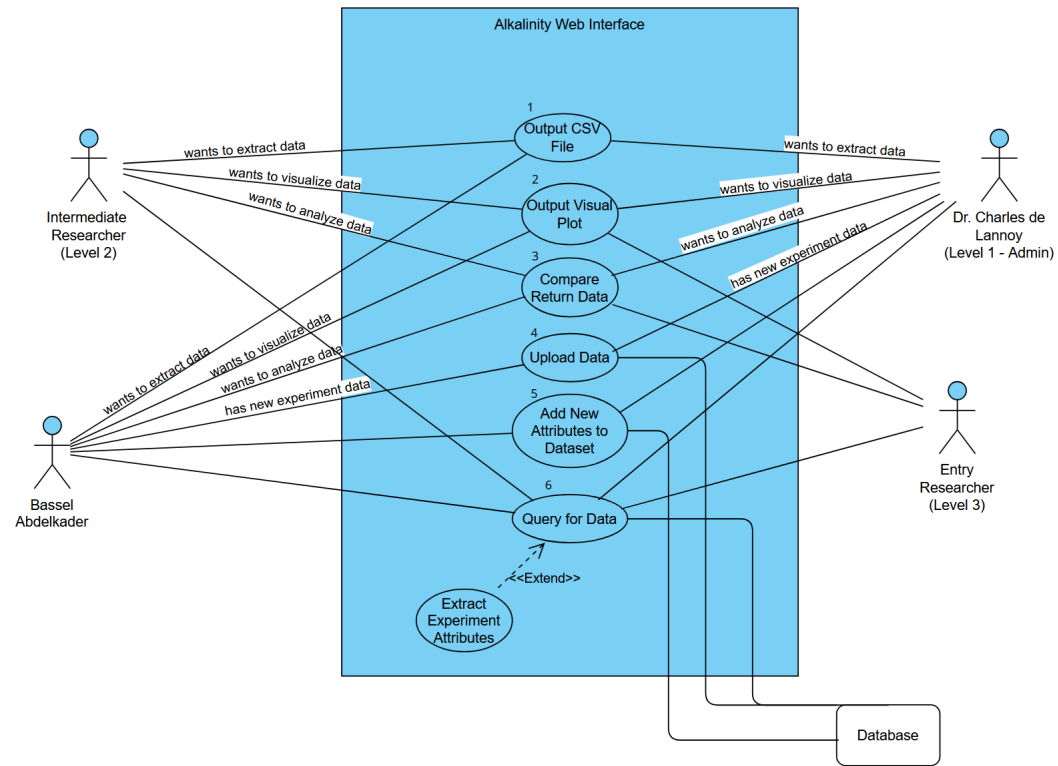 Alkalinity Web Interface
1
Output CSV
File
wants to extract data
wants to extract data
2
Output Visual
Plot
wants to visualize data
wants to visualize data
wants to analyze data
wants to analyze data
Intermediate
Researcher
(Level 2)
Dr. Charles de
Lannoy
(Level 1 - Admin)
3
Compare
Return Data
has new experiment data
4
Upload Data
wants to extract data
wants to visualize data
wants to analyze data
has new experiment data
5
Add New
Attributes to
Dataset
Bassel
Abdelkader
Entry
Researcher
(Level 3)
6
Query for Data
<<Extend>>
Extract
Experiment
Attributes
Database